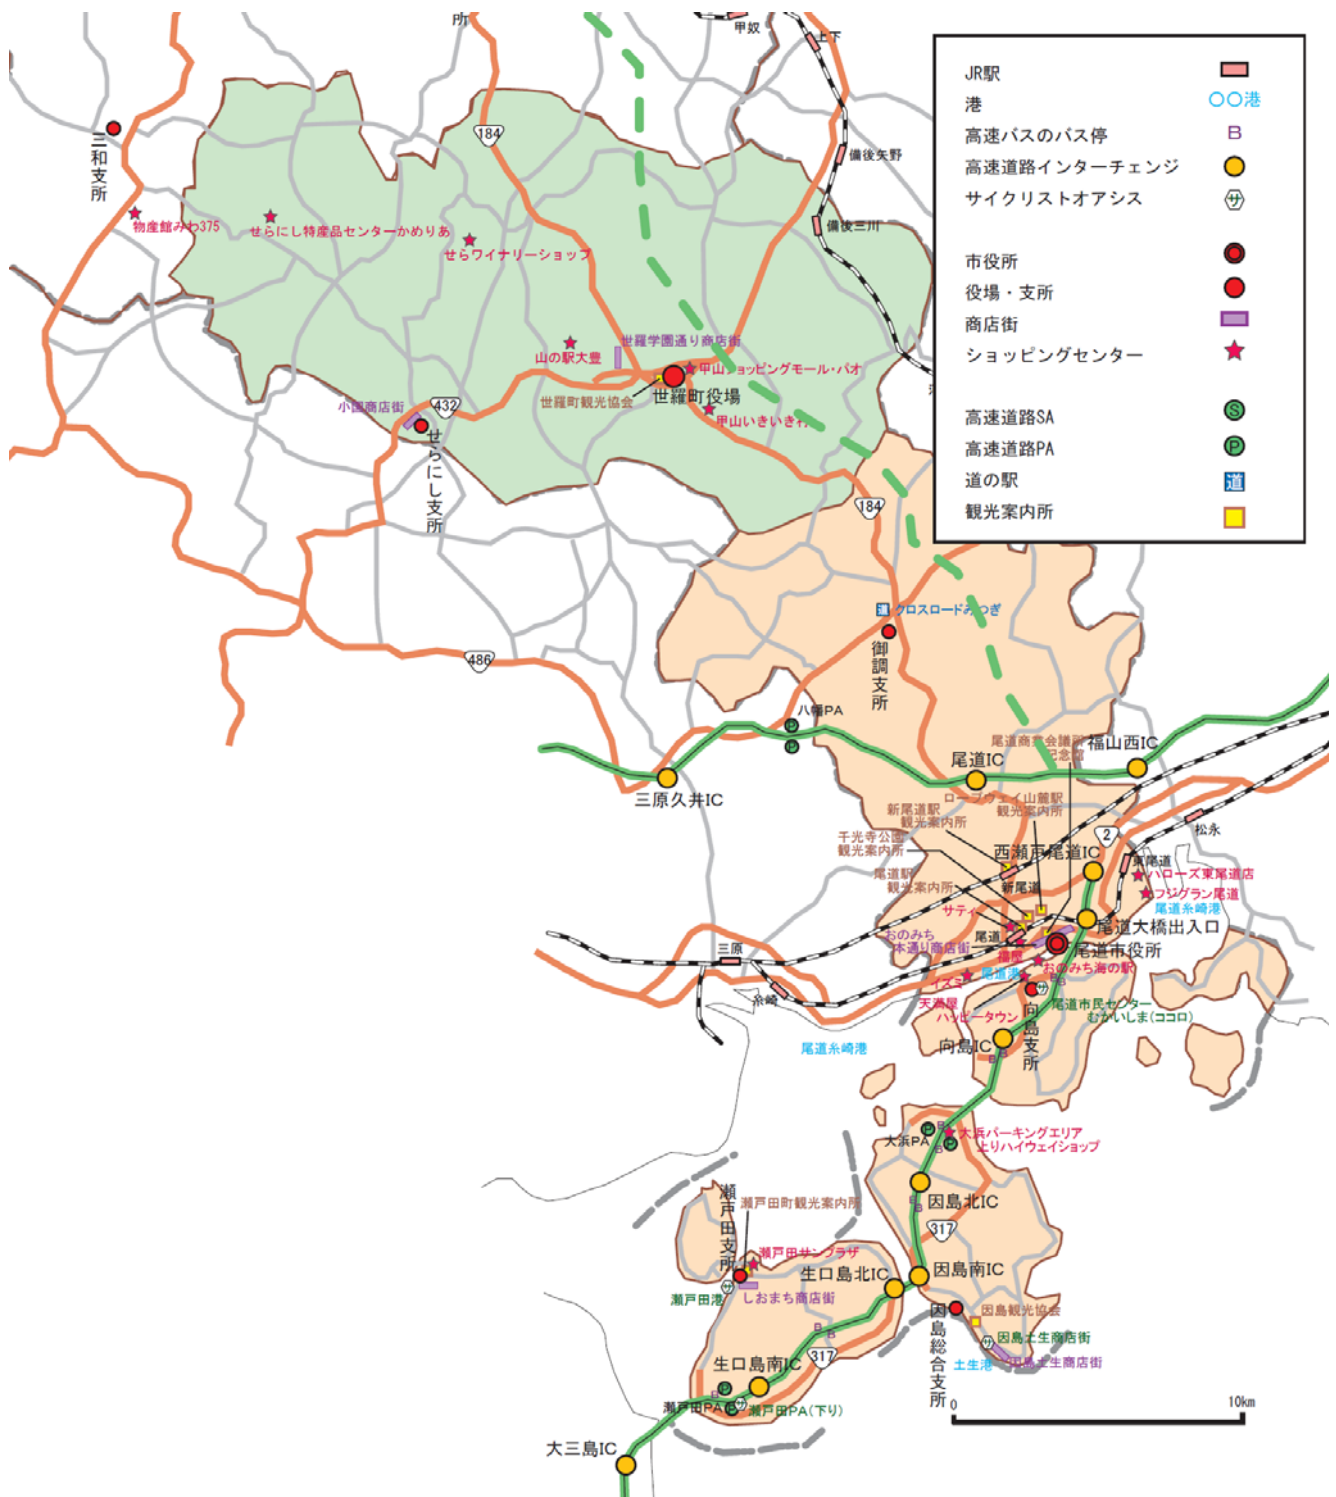 所
甲奴
上下
184
三和支所
備後矢野
物産館みわ375
せらにし特産品センターかめりあ
備後三川
せらワイナリーショップ
世羅学園通り商店街
山の駅大豊
甲山ショッピングモール・パオ
世羅町観光協会
世羅町役場
小国商店街
432
甲山いきいき村
せらにし支所
184
JR駅
港
○○港
高速バスのバス停
B
高速道路インターチェンジ
サイクリストオアシス
サ
市役所
役場・支所
商店街
ショッピングセンター
高速道路SA
S
高速道路PA
P
道の駅
道
観光案内所
道
クロスロードみつぎ
御調支所
486
八幡PA
P
P
尾道商業会議所
記念館
福山西IC
尾道IC
三原久井IC
ロープウェイ山麓駅
観光案内所
新尾道駅
観光案内所
千光寺公園
観光案内所
2
松永
西瀬戸尾道IC
東尾道
尾道駅
観光案内所
新尾道
ハローズ東尾道店
フジグラン尾道
尾道糸崎港
サティ
尾道大橋出入口
おのみち
本通り商店街
尾道
尾道市役所
三原
福屋
おのみち海の駅
尾道港
イズミ
糸崎
サ
B
B
天満屋
ハッピータウン
尾道市民センター
むかいしま(ココロ)
向島支所
向島IC
尾道糸崎港
B
B
大浜PA
P
P
B
B
大浜パーキングエリア
上りハイウェイショップ
因島北IC
B
B
317
瀬戸田支所
瀬戸田町観光案内所
瀬戸田サンプラザ
生口島北IC
因島南IC
サ
瀬戸田港
しおまち商店街
因島総合支所
因島観光協会
サ
因島土生商店街
土生港
因島土生商店街
B
B
317
生口島南IC
P
B
瀬戸田PA
P
サ
瀬戸田PA(下り)
0
10km
大三島IC